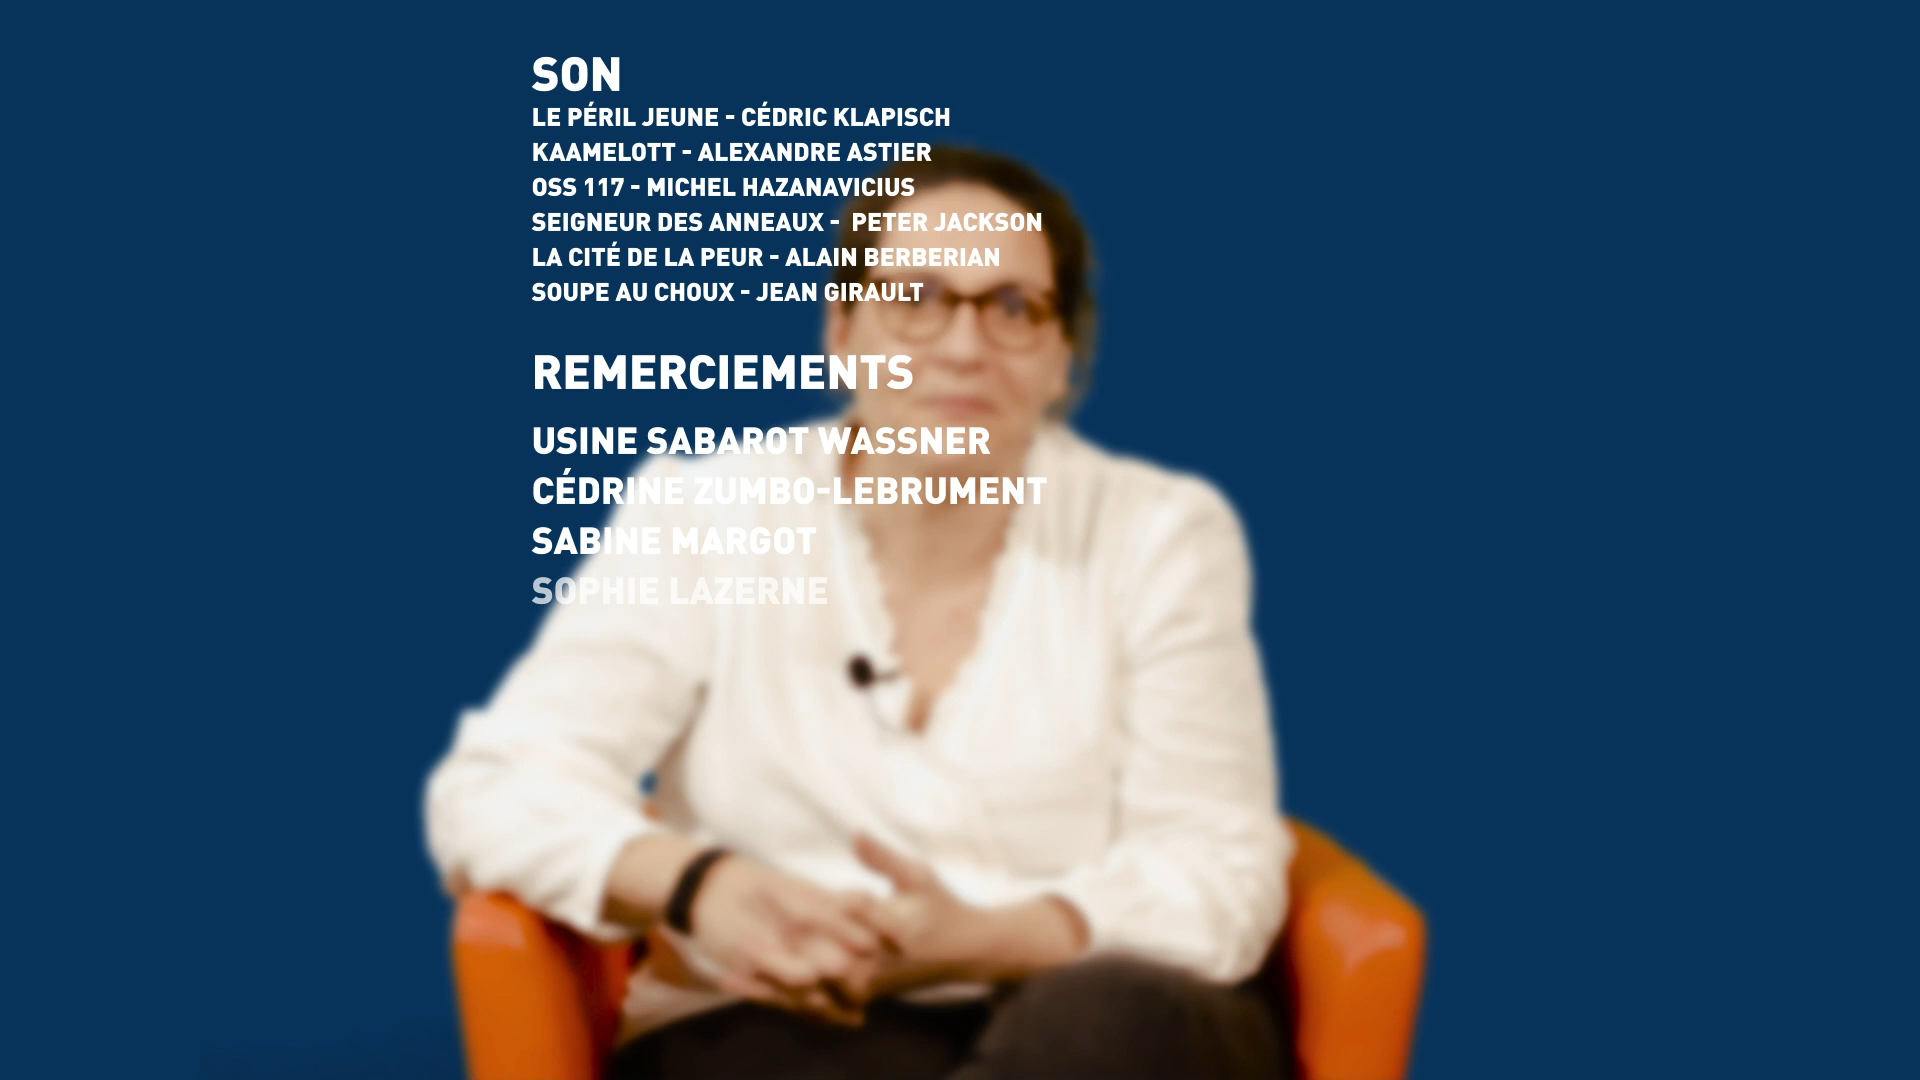 SON
LE PÉRIL JEUNE - CÉDRIC KLAPISCH
KAAMELOTT - ALEXANDRE ASTIER
OSS 117 - MICHEL HAZANAVICIUS
SEIGNEUR DES ANNEAUX - PETER JACKSON
LA CITÉ DE LA PEUR - ALAIN BERBERIAN
SOUPE AU CHOUX - JEAN GIRAULT
REMERCIEMENTS
USINE SABAROT WASSNER
CÉDRINE ZUMBO-LEBRUMENT
SABINE MARGOT
SOPHIE LAZERNE